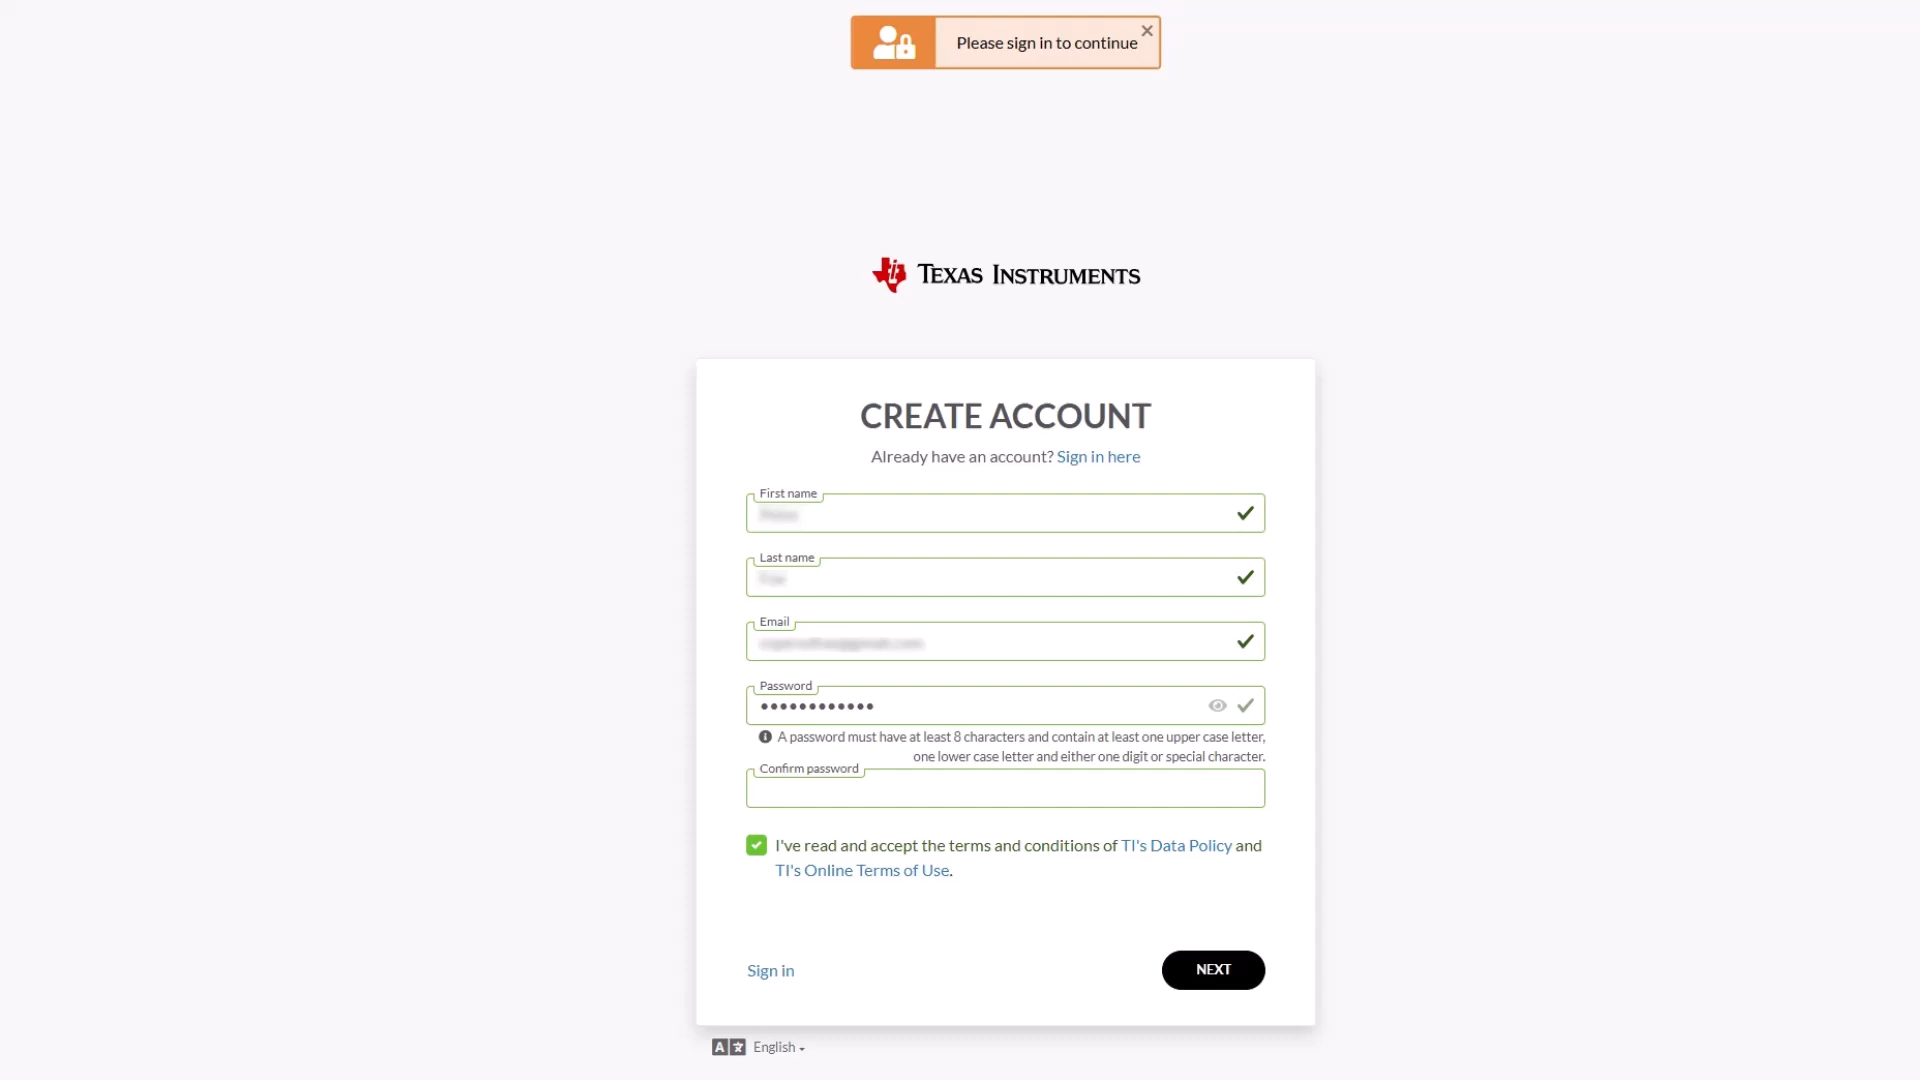 Please sign in to continue
TEXAS INSTRUMENTS
CREATE ACCOUNT
Already have an account? Sign in here
First name
Last name
Email
Password
A password must have at least 8 characters and contain at least one upper case letter,
one lower case letter and either one digit or special character.
Confirm password
I've read and accept the terms and conditions of TI's Data Policy and
TI's Online Terms of Use.
Sign in
NEXT
English